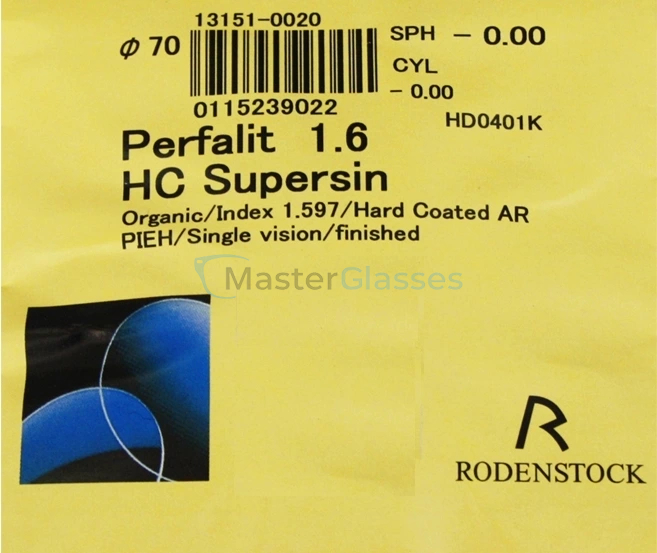 13151-0020
Φ 70
SPH - 0.00
CYL
- 0.00
0115239022
HD0401K
Perfalit 1.6
HC Supersin
Organic/Index 1.597/Hard Coated AR
PIEH/Single vision/finished
MasterGlasses
R
RODENSTOCK